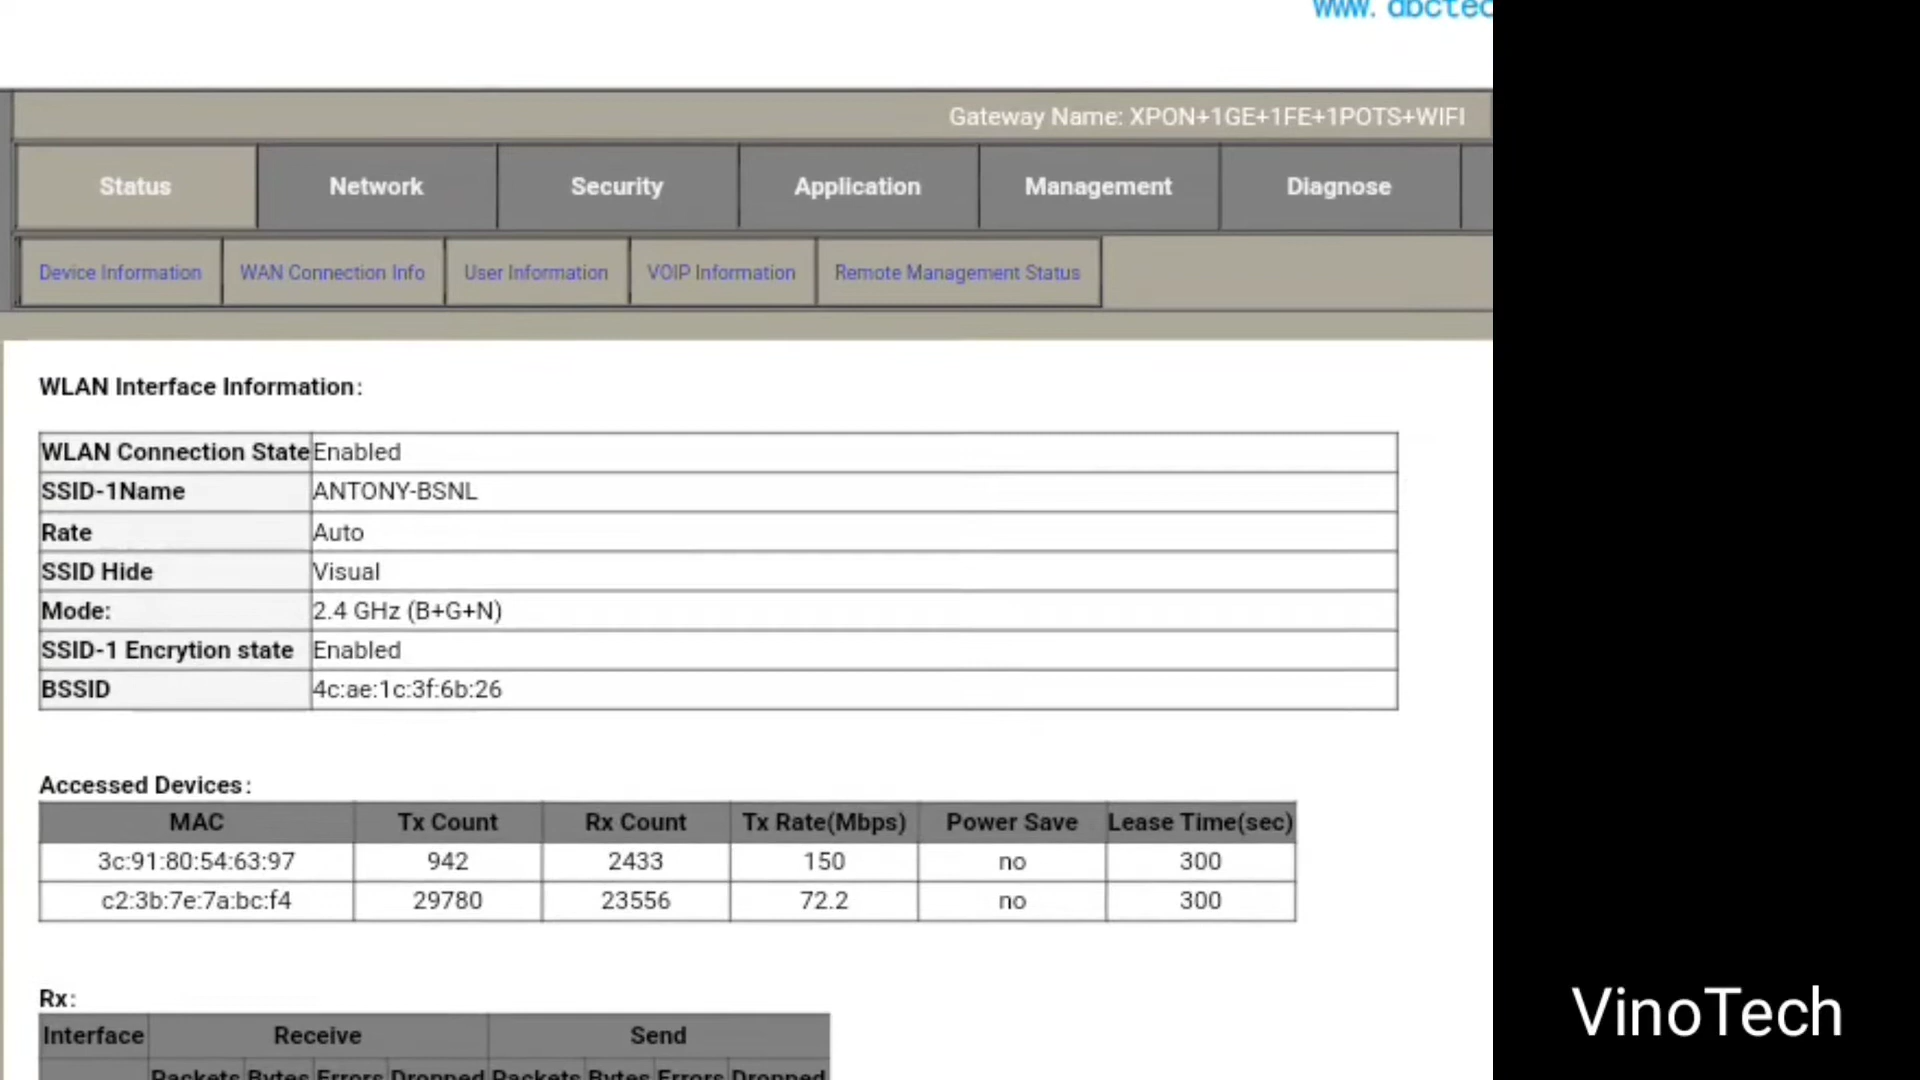 www.dbctec
Gateway Name: XPON+1GE+1FE+1POTS+WIFI
Status Network Security Application Management Diagnose
Device Information WAN Connection Info User Information VOIP Information Remote Management Status
WLAN Interface Information:
WLAN Connection State Enabled
SSID-1Name ANTONY-BSNL
Rate Auto
SSID Hide Visual
Mode: 2.4 GHz (B+G+N)
SSID-1 Encrytion state Enabled
BSSID 4c:ae:1c:3f:6b:26
Accessed Devices:
MAC Tx Count Rx Count Tx Rate(Mbps) Power Save Lease Time(sec)
3c:91:80:54:63:97 942 2433 150 no 300
c2:3b:7e:7a:bc:f4 29780 23556 72.2 no 300
Rx:
Interface Receive Send
Packets Bytes Errors Dropped Packets Bytes Errors Dropped
VinoTech